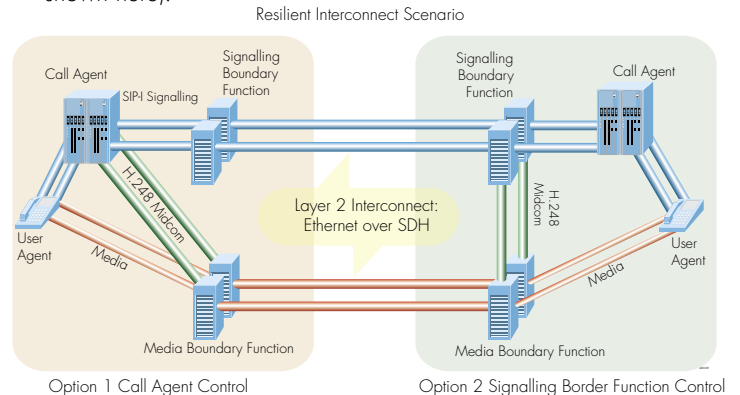 shown here).
Resilient Interconnect Scenario
Call Agent
Signalling
Boundary
Function
SIP-I Signalling
Signalling
Boundary
Function
Call Agent
H.248 Midcom
Layer 2 Interconnect:
Ethernet over SDH
H.248
Midcom
User
Agent
Media
User
Agent
Media
Media Boundary Function
Media Boundary Function
Option 1 Call Agent Control
Option 2 Signalling Border Function Control